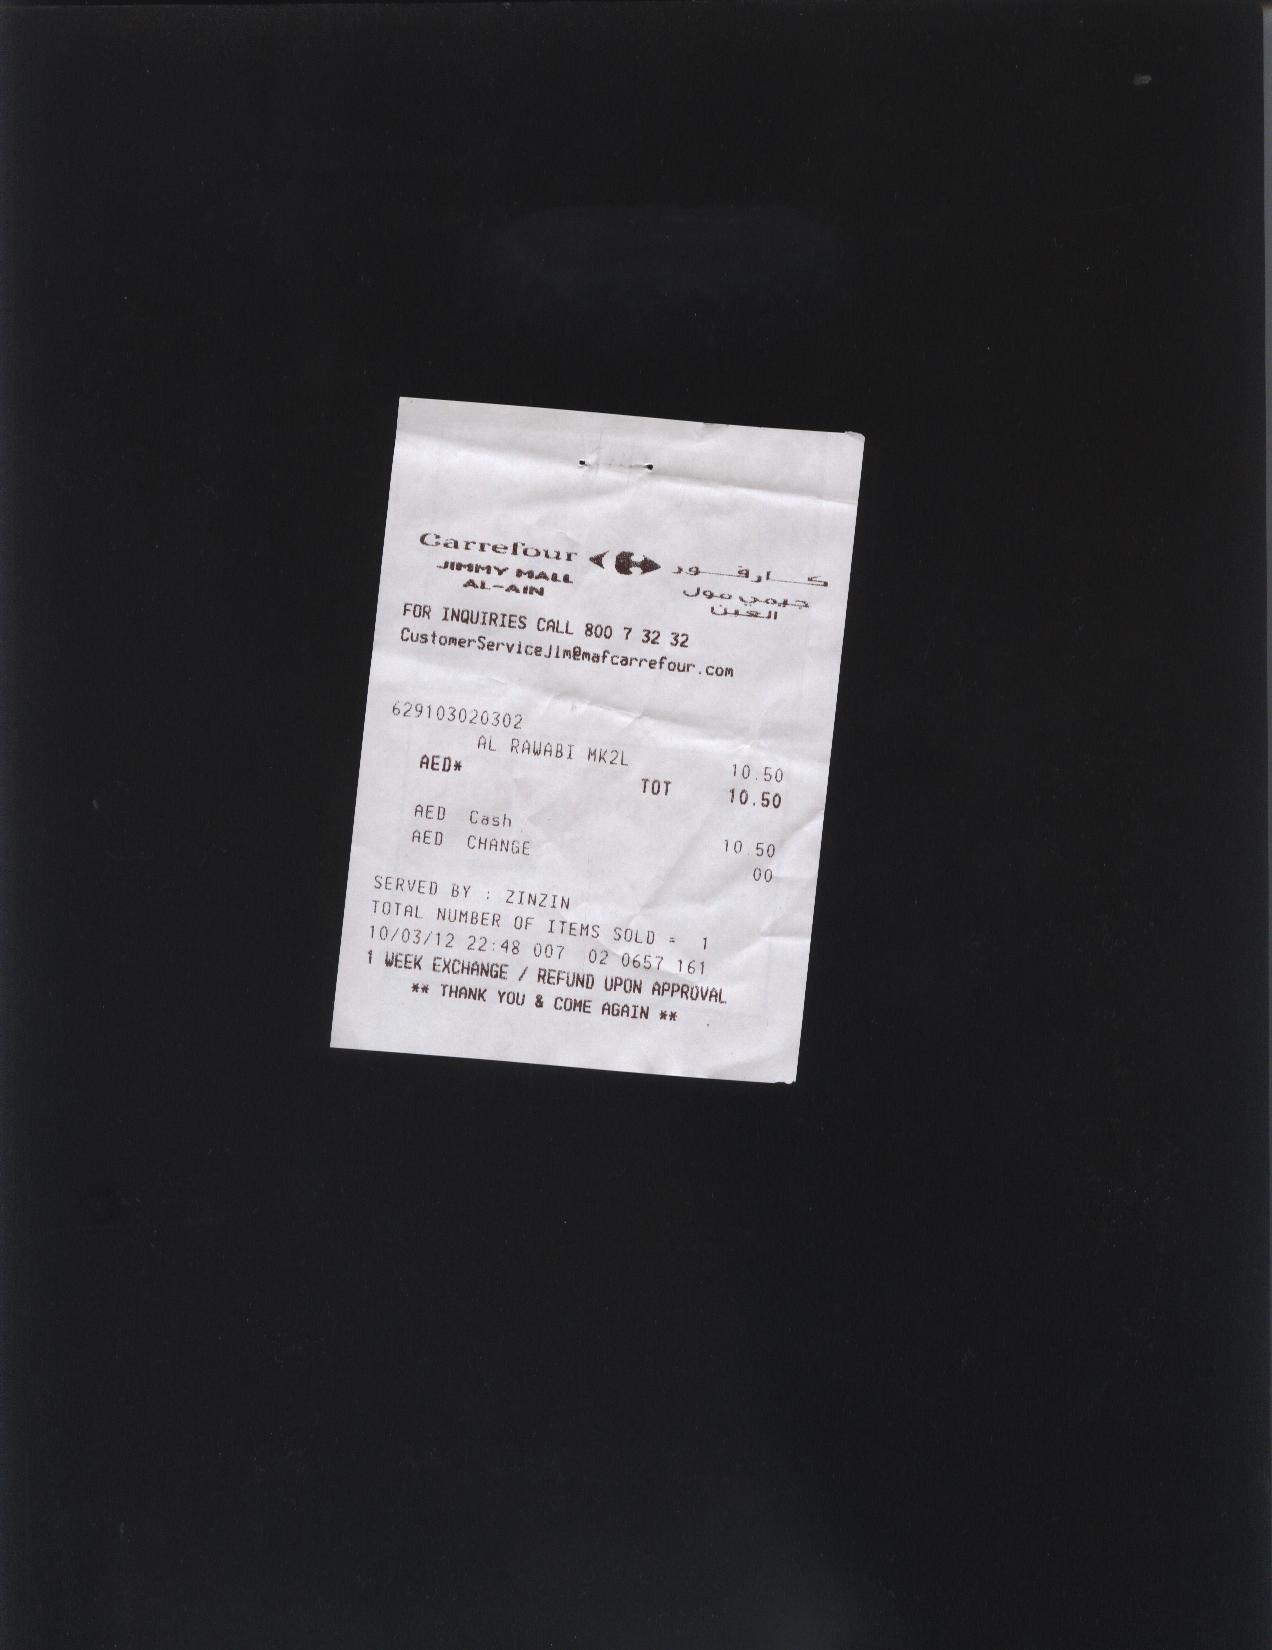 Carrefour كارفور
JIMMY MALL جيمي مول
AL-AIN العين
FOR INQUIRIES CALL 800 7 32 32
CustomerServiceJim@mafcarrefour.com
629103020302
AL RAWABI MK2L 10.50
AED* TOT 10.50
AED Cash 10.50
AED CHANGE 00
SERVED BY : ZINZIN
TOTAL NUMBER OF ITEMS SOLD = 1
10/03/12 22:48 007 02 0657 161
1 WEEK EXCHANGE / REFUND UPON APPROVAL
** THANK YOU & COME AGAIN **